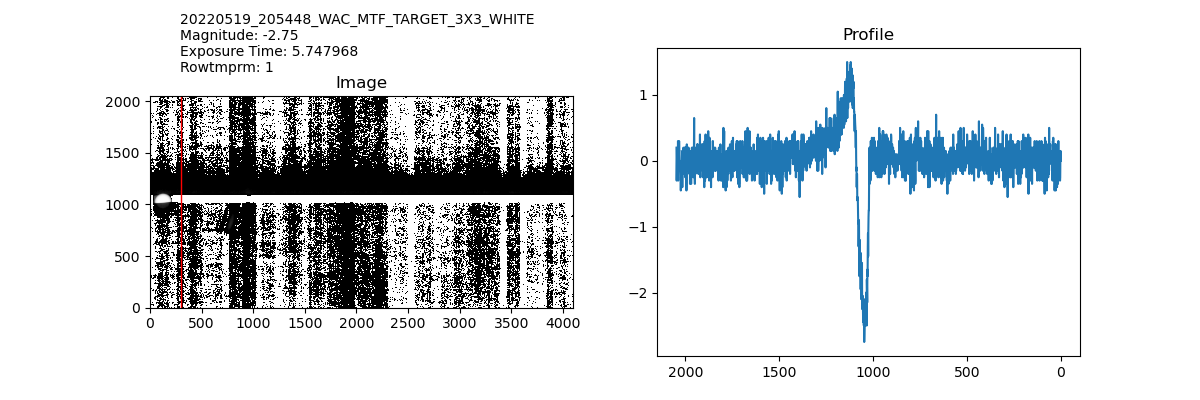 20220519_205448_WAC_MTF_TARGET_3X3_WHITE
Magnitude: -2.75
Exposure Time: 5.747968
Rowtmprm: 1
Image
2000
1500
1000
500
0
0 500 1000 1500 2000 2500 3000 3500 4000
Profile
1
0
−1
−2
2000 1500 1000 500 0